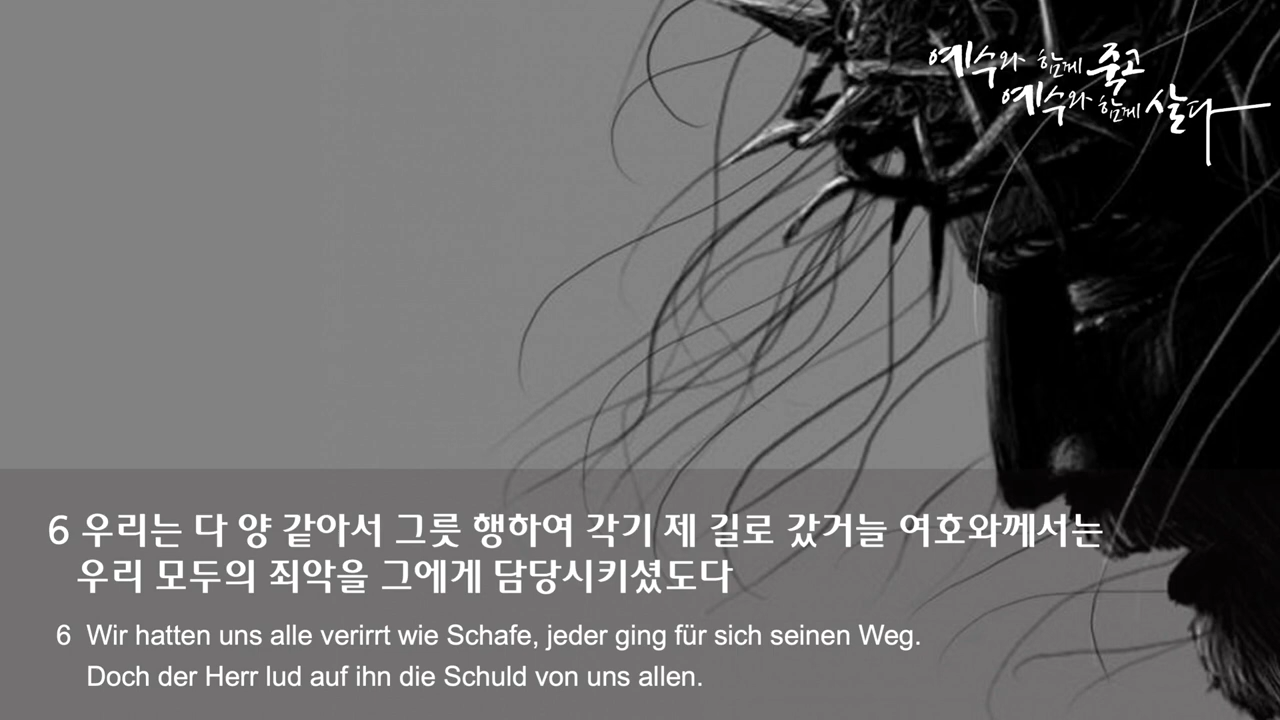 예수와 함께 죽고
예수와 함께 살다
6 우리는 다 양 같아서 그릇 행하여 각기 제 길로 갔거늘 여호와께서는
우리 모두의 죄악을 그에게 담당시키셨도다
6 Wir hatten uns alle verirrt wie Schafe, jeder ging für sich seinen Weg.
Doch der Herr lud auf ihn die Schuld von uns allen.